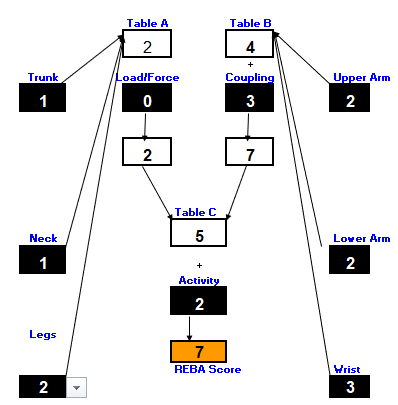 Table A Table B
2 4
+
Trunk Load/Force Coupling Upper Arm
1 0 3 2
2 7
Table C
Neck 5 Lower Arm
1 + 2
Activity
2
Legs
7
REBA Score Wrist
2 3